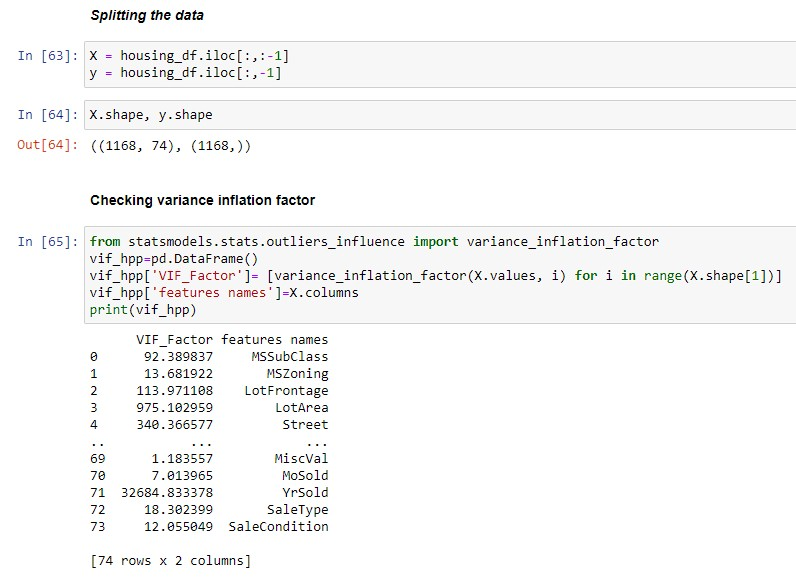 Splitting the data
In [63]: X = housing_df.iloc[:,:-1]
y = housing_df.iloc[:,-1]
In [64]: X.shape, y.shape
Out[64]: ((1168, 74), (1168,))
Checking variance inflation factor
In [65]: from statsmodels.stats.outliers_influence import variance_inflation_factor
vif_hpp=pd.DataFrame()
vif_hpp['VIF_Factor']= [variance_inflation_factor(X.values, i) for i in range(X.shape[1])]
vif_hpp['features names']=X.columns
print(vif_hpp)
VIF_Factor features names
0 92.389837 MSSubClass
1 13.681922 MSZoning
2 113.971108 LotFrontage
3 975.102959 LotArea
4 340.366577 Street
.. ... ...
69 1.183557 MiscVal
70 7.013965 MoSold
71 32684.833378 YrSold
72 18.302399 SaleType
73 12.055049 SaleCondition
[74 rows x 2 columns]